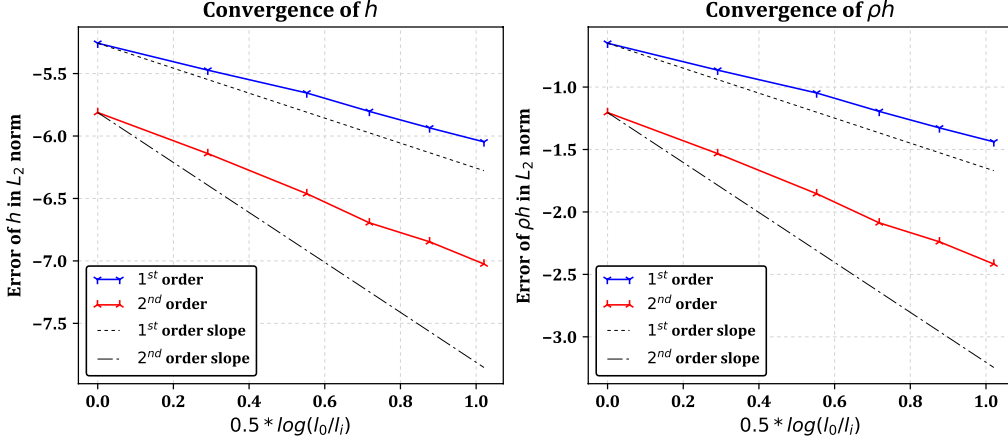 Convergence of h
Error of h in L2 norm
−5.5
−6.0
−6.5
−7.0
−7.5
1st order
2nd order
1st order slope
2nd order slope
0.0 0.2 0.4 0.6 0.8 1.0
0.5 * log(l0/li)
Convergence of ρh
Error of ρh in L2 norm
−1.0
−1.5
−2.0
−2.5
−3.0
1st order
2nd order
1st order slope
2nd order slope
0.0 0.2 0.4 0.6 0.8 1.0
0.5 * log(l0/li)